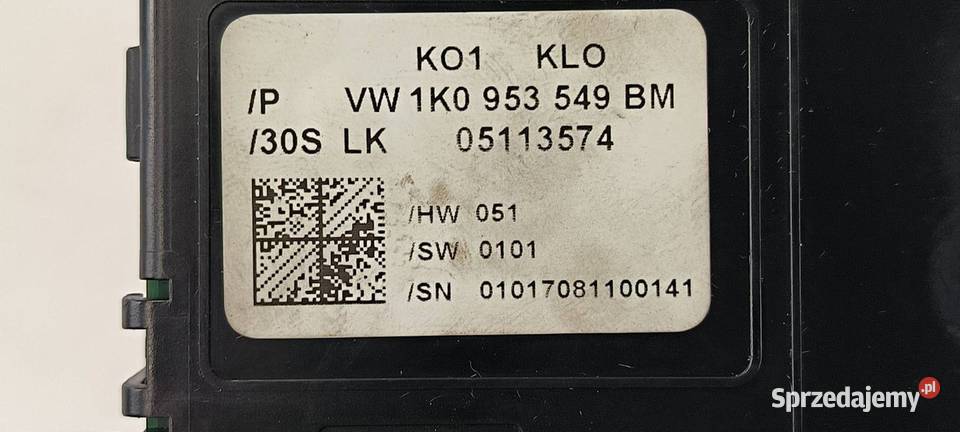 KO1 KLO
/P VW 1K0 953 549 BM
/30S LK 05113574
/HW 051
/SW 0101
/SN 01017081100141
Sprzedajemy.pl